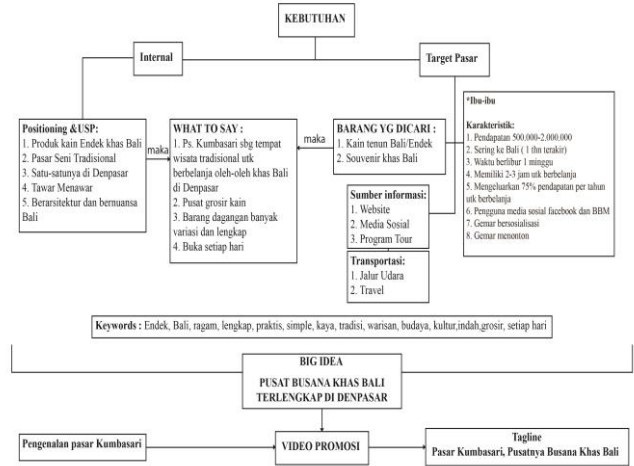 KEBUTUHAN
Internal
Target Pasar
Positioning &USP:
1. Produk kain Endek khas Bali
2. Pasar Seni Tradisional
3. Satu-satunya di Denpasar
4. Tawar Menawar
5. Berarsitektur dan bernuansa
Bali
maka
WHAT TO SAY :
1. Ps. Kumbasari sbg tempat
wisata tradisional utk
berbelanja oleh-oleh khas Bali
di Denpasar
2. Pusat grosir kain
3. Barang dagangan banyak
variasi dan lengkap
4. Buka setiap hari
maka
BARANG YG DICARI :
1. Kain tenun Bali/Endek
2. Souvenir khas Bali
*Ibu-ibu
Karakteristik:
1. Pendapatan 500,000-2.000,000
2. Sering ke Bali ( 1 thn terakir)
3. Waktu berlibur 1 minggu
4. Memiliki 2-3 jam utk berbelanja
5. Mengeluarkan 75% pendapatan per tahun
utk berbelanja
6. Pengguna media sosial facebook dan BBM
7. Gemar bersosialisasi
8. Gemar menonton
Sumber informasi:
1. Website
2. Media Sosial
3. Program Tour
Transportasi:
1. Jalur Udara
2. Travel
Keywords : Endek, Bali, ragam, lengkap, praktis, simple, kaya, tradisi, warisan, budaya, kultur,indah,grosir, setiap hari
BIG IDEA
PUSAT BUSANA KHAS BALI
TERLENGKAP DI DENPASAR
Pengenalan pasar Kumbasari
VIDEO PROMOSI
Tagline
Pasar Kumbasari, Pusatnya Busana Khas Bali